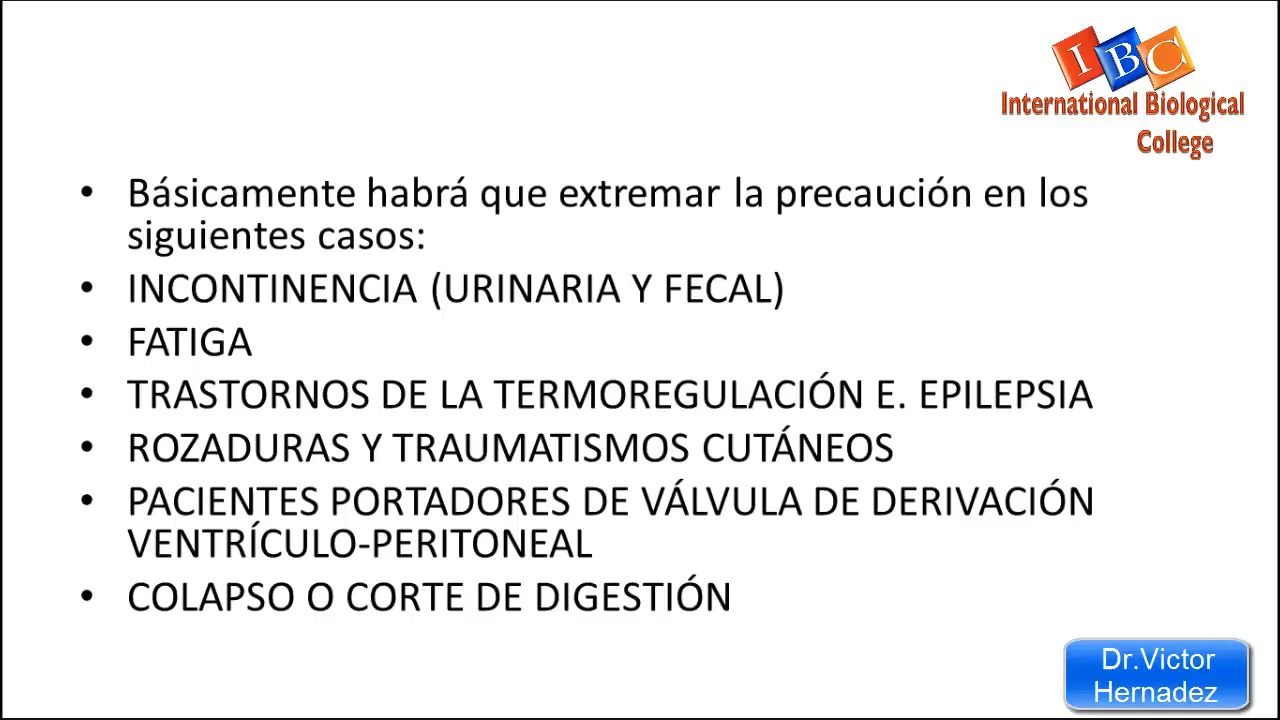 IBC
International Biological
College
• Básicamente habrá que extremar la precaución en los
siguientes casos:
• INCONTINENCIA (URINARIA Y FECAL)
• FATIGA
• TRASTORNOS DE LA TERMOREGULACIÓN E. EPILEPSIA
• ROZADURAS Y TRAUMATISMOS CUTÁNEOS
• PACIENTES PORTADORES DE VÁLVULA DE DERIVACIÓN
VENTRÍCULO-PERITONEAL
• COLAPSO O CORTE DE DIGESTIÓN
Dr.Victor
Hernadez